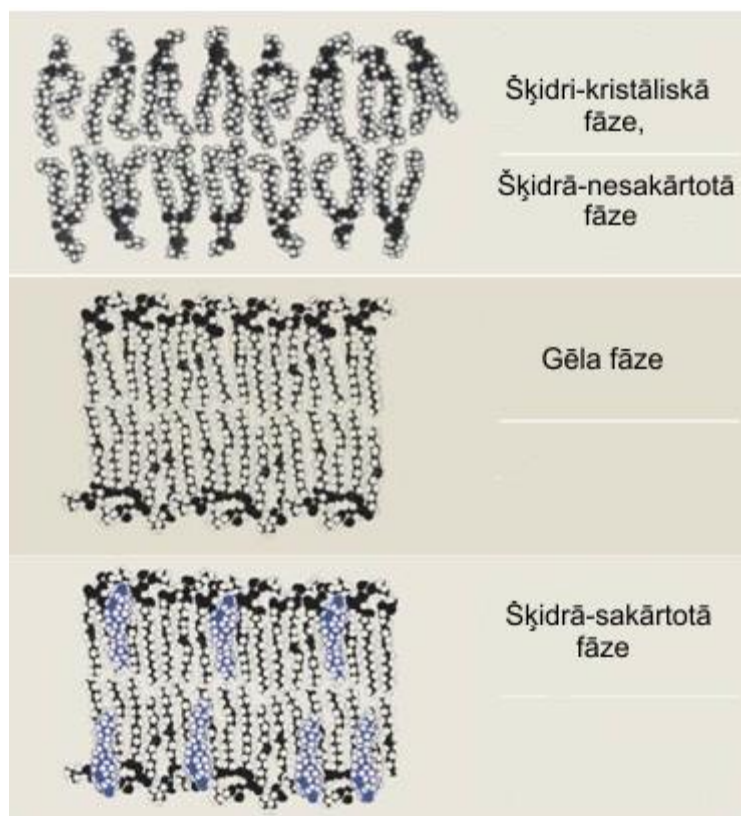 Šķidri-kristāliskā
fāze,
Šķidrā-nesakārtotā
fāze
Gēla fāze
Šķidrā-sakārtotā
fāze